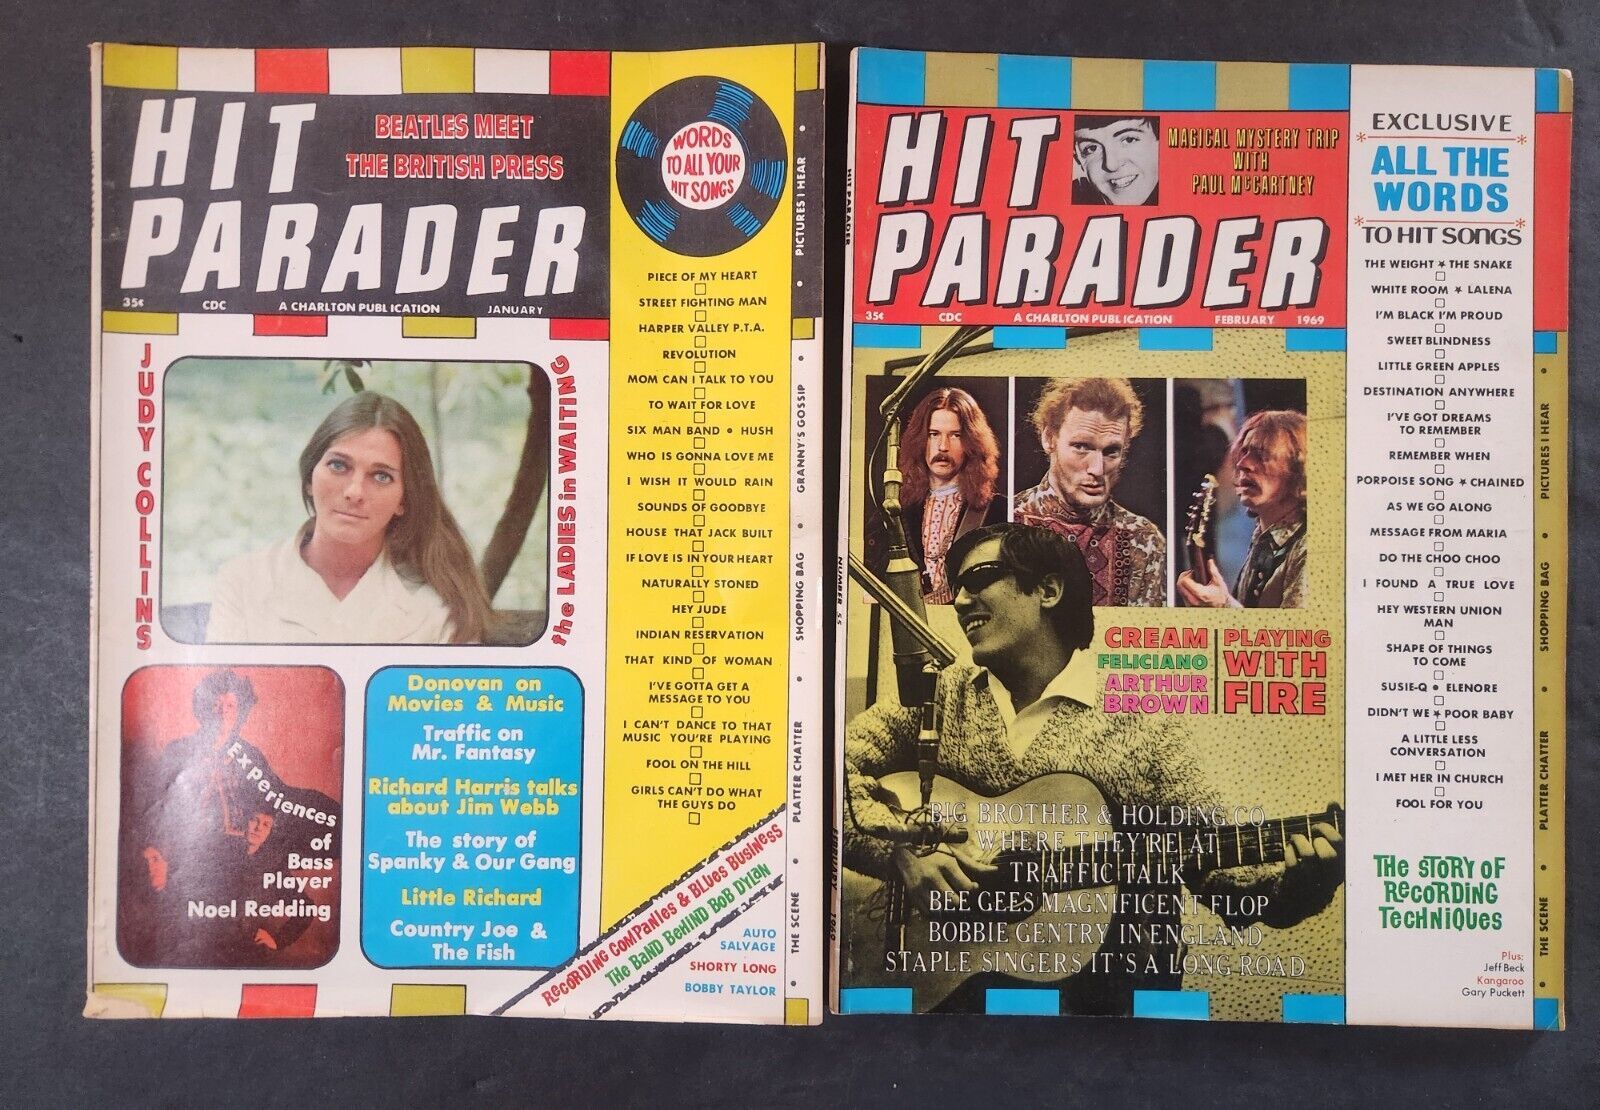 HIT
PARADER
BEATLES MEET
THE BRITISH PRESS
35¢ CDC A CHARLTON PUBLICATION JANUARY
JUDY COLLINS
the LADIES in WAITING
Experiences
of
Bass
Player
Noel Redding
Donovan on
Movies & Music
Traffic on
Mr. Fantasy
Richard Harris talks
about Jim Webb
The story of
Spanky & Our Gang
Little Richard
Country Joe &
The Fish
WORDS
TO ALL YOUR
HIT SONGS
PIECE OF MY HEART
STREET FIGHTING MAN
HARPER VALLEY P.T.A.
REVOLUTION
MOM CAN I TALK TO YOU
TO WAIT FOR LOVE
SIX MAN BAND • HUSH
WHO IS GONNA LOVE ME
I WISH IT WOULD RAIN
SOUNDS OF GOODBYE
HOUSE THAT JACK BUILT
IF LOVE IS IN YOUR HEART
NATURALLY STONED
HEY JUDE
INDIAN RESERVATION
THAT KIND OF WOMAN
I'VE GOTTA GET A
MESSAGE TO YOU
I CAN'T DANCE TO THAT
MUSIC YOU'RE PLAYING
FOOL ON THE HILL
GIRLS CAN'T DO WHAT
THE GUYS DO
RECORDING COMPANIES & BLUES BUSINESS
THE BAND BEHIND BOB DYLAN
AUTO
SALVAGE
SHORTY LONG
BOBBY TAYLOR
• THE SCENE • PLATTER CHATTER • SHOPPING BAG • GRANNY'S GOSSIP • PICTURES I HEAR •
HIT PARADER
NUMBER 55
FEBRUARY 1969
HIT
PARADER
MAGICAL MYSTERY TRIP
WITH
PAUL McCARTNEY
35¢ CDC A CHARLTON PUBLICATION FEBRUARY 1969
CREAM
FELICIANO
ARTHUR
BROWN
PLAYING
WITH
FIRE
BIG BROTHER & HOLDING CO.
WHERE THEY'RE AT
TRAFFIC TALK
BEE GEES MAGNIFICENT FLOP
BOBBIE GENTRY IN ENGLAND
STAPLE SINGERS IT'S A LONG ROAD
EXCLUSIVE
*ALL THE*
WORDS
*TO HIT SONGS*
THE WEIGHT ★ THE SNAKE
WHITE ROOM ★ LALENA
I'M BLACK I'M PROUD
SWEET BLINDNESS
LITTLE GREEN APPLES
DESTINATION ANYWHERE
I'VE GOT DREAMS
TO REMEMBER
REMEMBER WHEN
PORPOISE SONG ★ CHAINED
AS WE GO ALONG
MESSAGE FROM MARIA
DO THE CHOO CHOO
I FOUND A TRUE LOVE
HEY WESTERN UNION
MAN
SHAPE OF THINGS
TO COME
SUSIE-Q • ELENORE
DIDN'T WE ★ POOR BABY
A LITTLE LESS
CONVERSATION
I MET HER IN CHURCH
FOOL FOR YOU
THE STORY OF
RECORDING
TECHNIQUES
Plus:
Jeff Beck
Kangaroo
Gary Puckett
• THE SCENE • PLATTER CHATTER • SHOPPING BAG • PICTURES I HEAR •